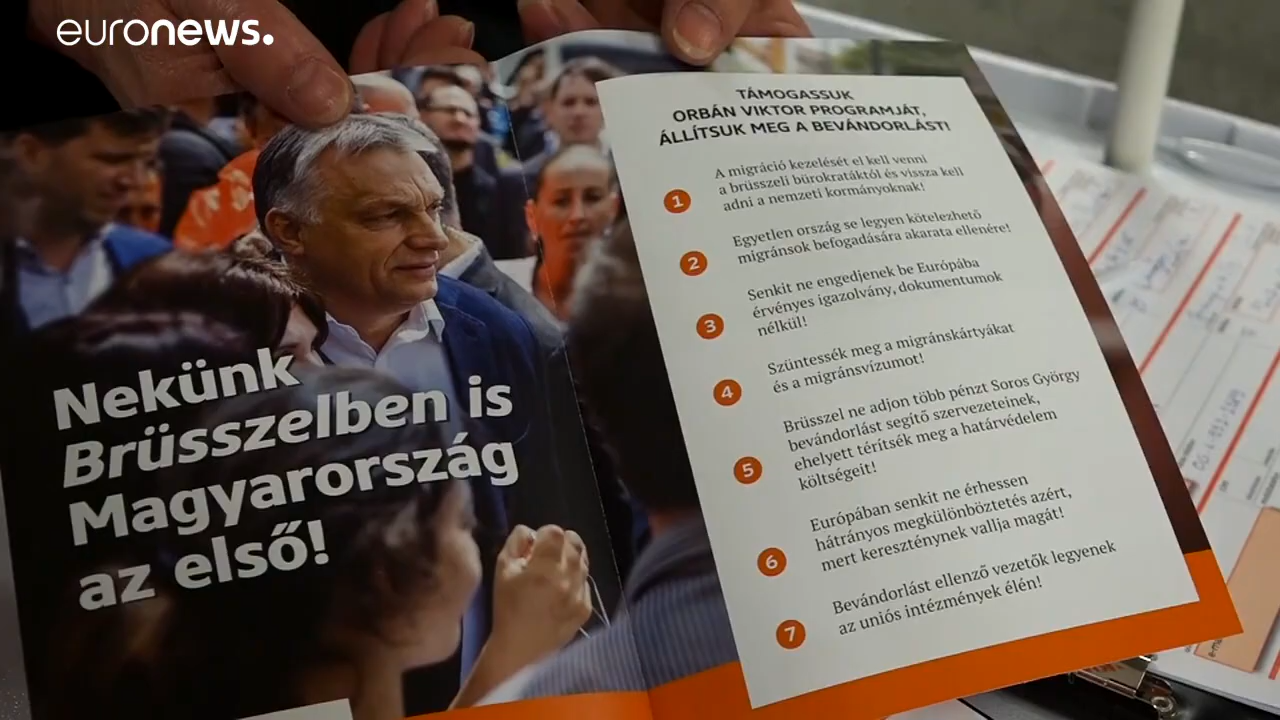 euronews.
Nekünk
Brüsszelben is
Magyarország
az első!
TÁMOGASSUK
ORBÁN VIKTOR PROGRAMJÁT,
ÁLLÍTSUK MEG A BEVÁNDORLÁST!
1 A migráció kezelését el kell venni
a brüsszeli bürokratáktól és vissza kell
adni a nemzeti kormányoknak!
2 Egyetlen ország se legyen kötelezhető
migránsok befogadására akarata ellenére!
3 Senkit ne engedjenek be Európába
érvényes igazolvány, dokumentumok
nélkül!
4 Szüntessék meg a migránskártyákat
és a migránsvízumot!
5 Brüsszel ne adjon több pénzt Soros György
bevándorlást segítő szervezeteinek,
ehelyett térítsék meg a határvédelem
költségeit!
6 Európában senkit ne érhessen
hátrányos megkülönböztetés azért,
mert kereszténynek vallja magát!
7 Bevándorlást ellenző vezetők legyenek
az uniós intézmények élén!